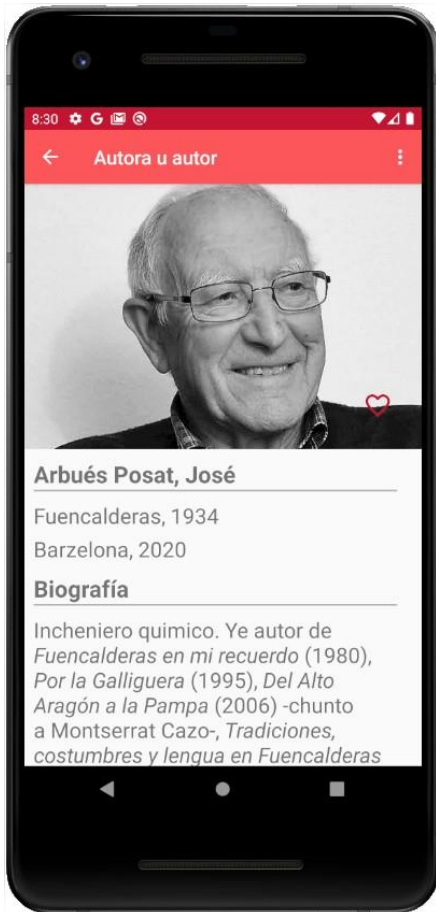 8:30
Autora u autor
Arbués Posat, José
Fuencalderas, 1934
Barzelona, 2020
Biografía
Incheniero quimico. Ye autor de
Fuencalderas en mi recuerdo (1980),
Por la Galliguera (1995), Del Alto
Aragón a la Pampa (2006) -chunto
a Montserrat Cazo-, Tradiciones,
costumbres y lengua en Fuencalderas